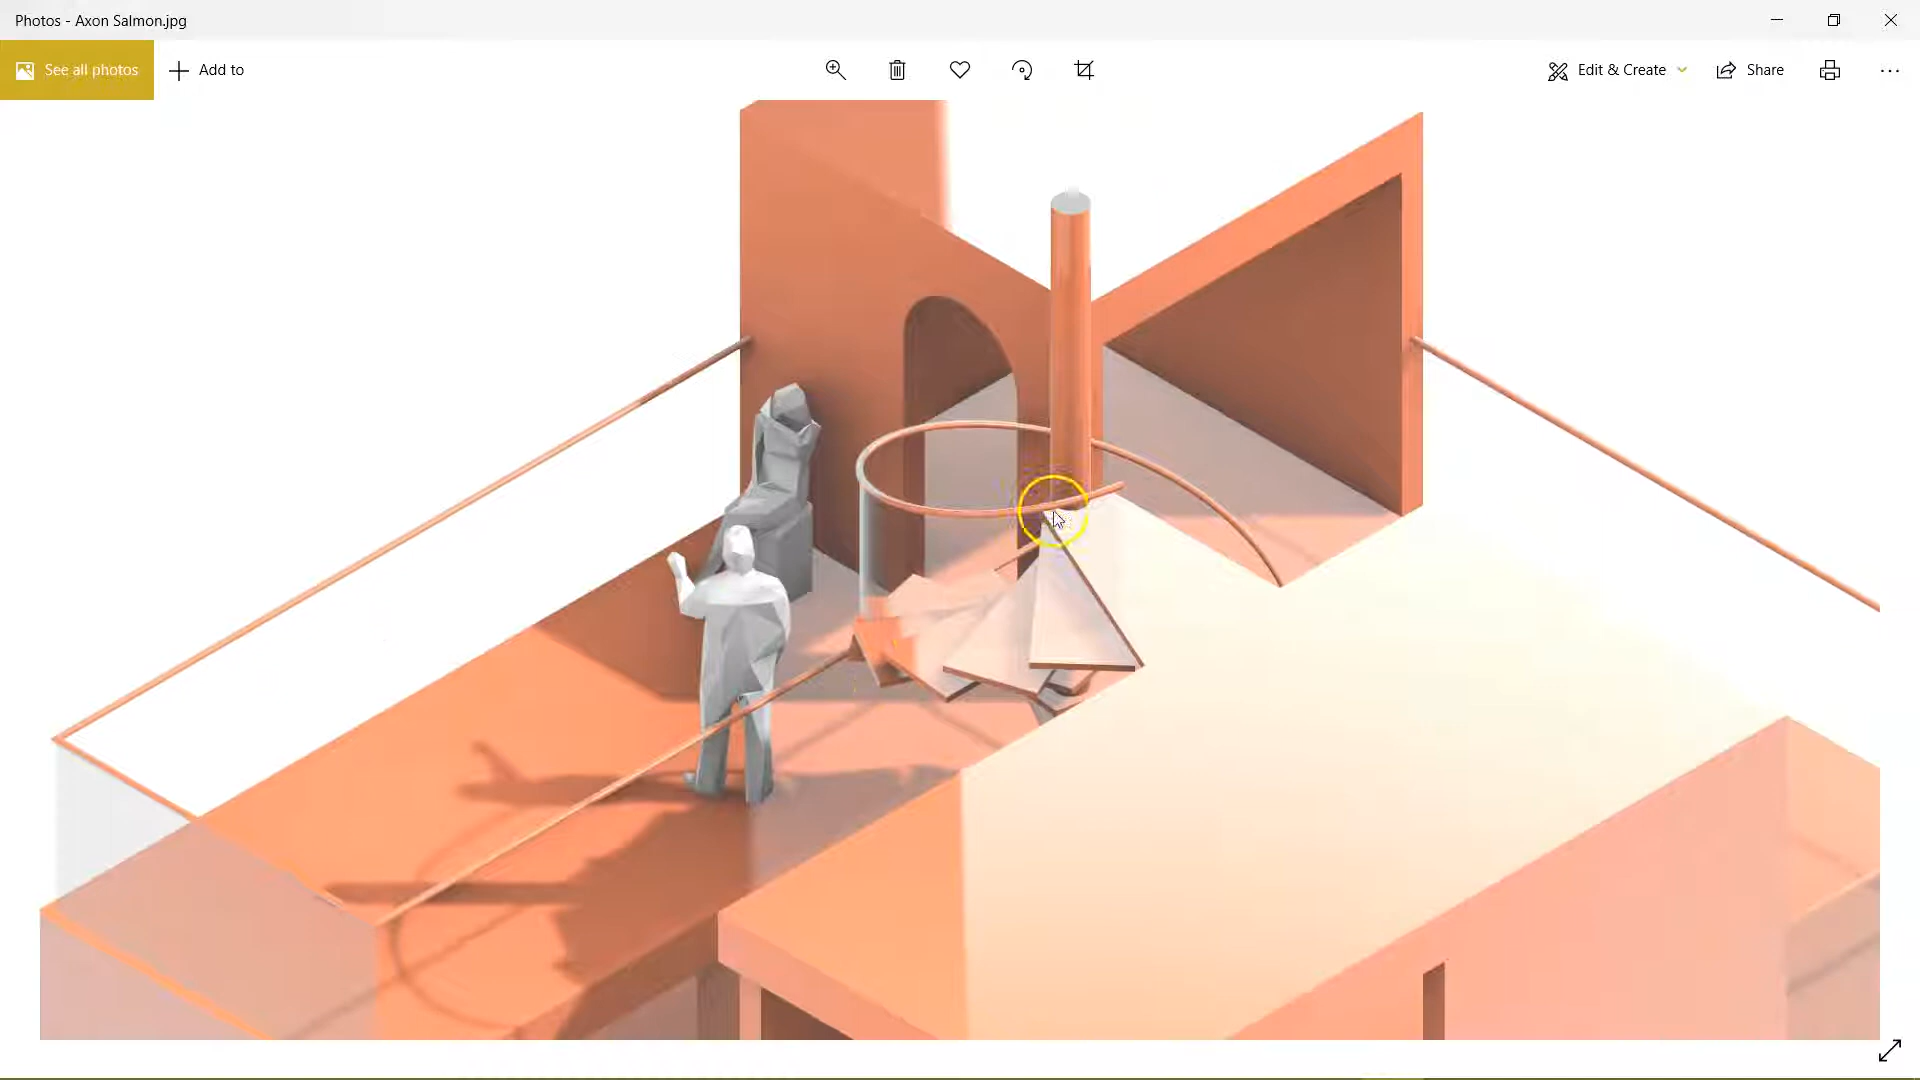 Photos - Axon Salmon.jpg
See all photos
Add to
Edit & Create
Share